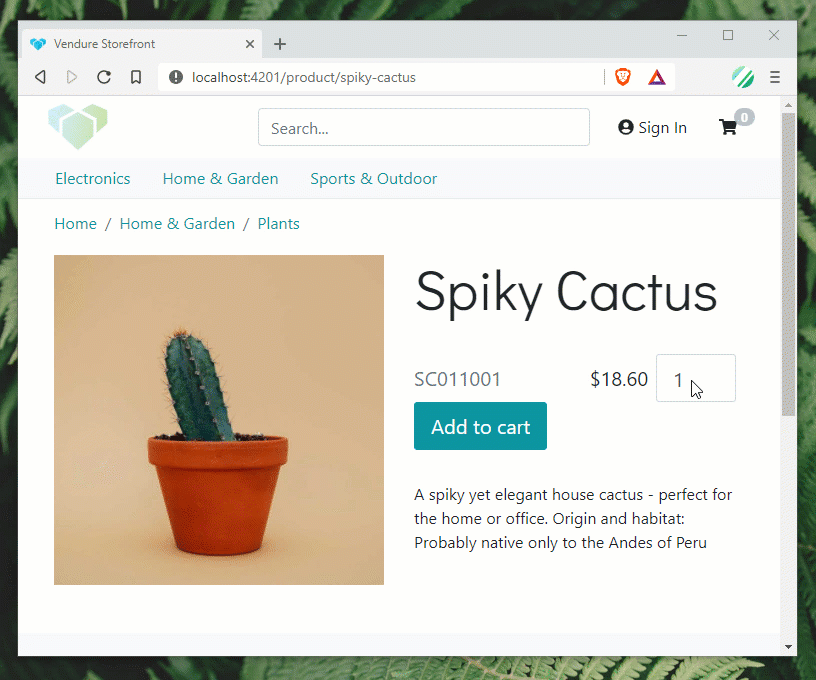 Vendure Storefront
localhost:4201/product/spiky-cactus
Search...
Sign In
0
Electronics
Home & Garden
Sports & Outdoor
Home / Home & Garden / Plants
Spiky Cactus
SC011001
$18.60
1
Add to cart
A spiky yet elegant house cactus - perfect for
the home or office. Origin and habitat:
Probably native only to the Andes of Peru